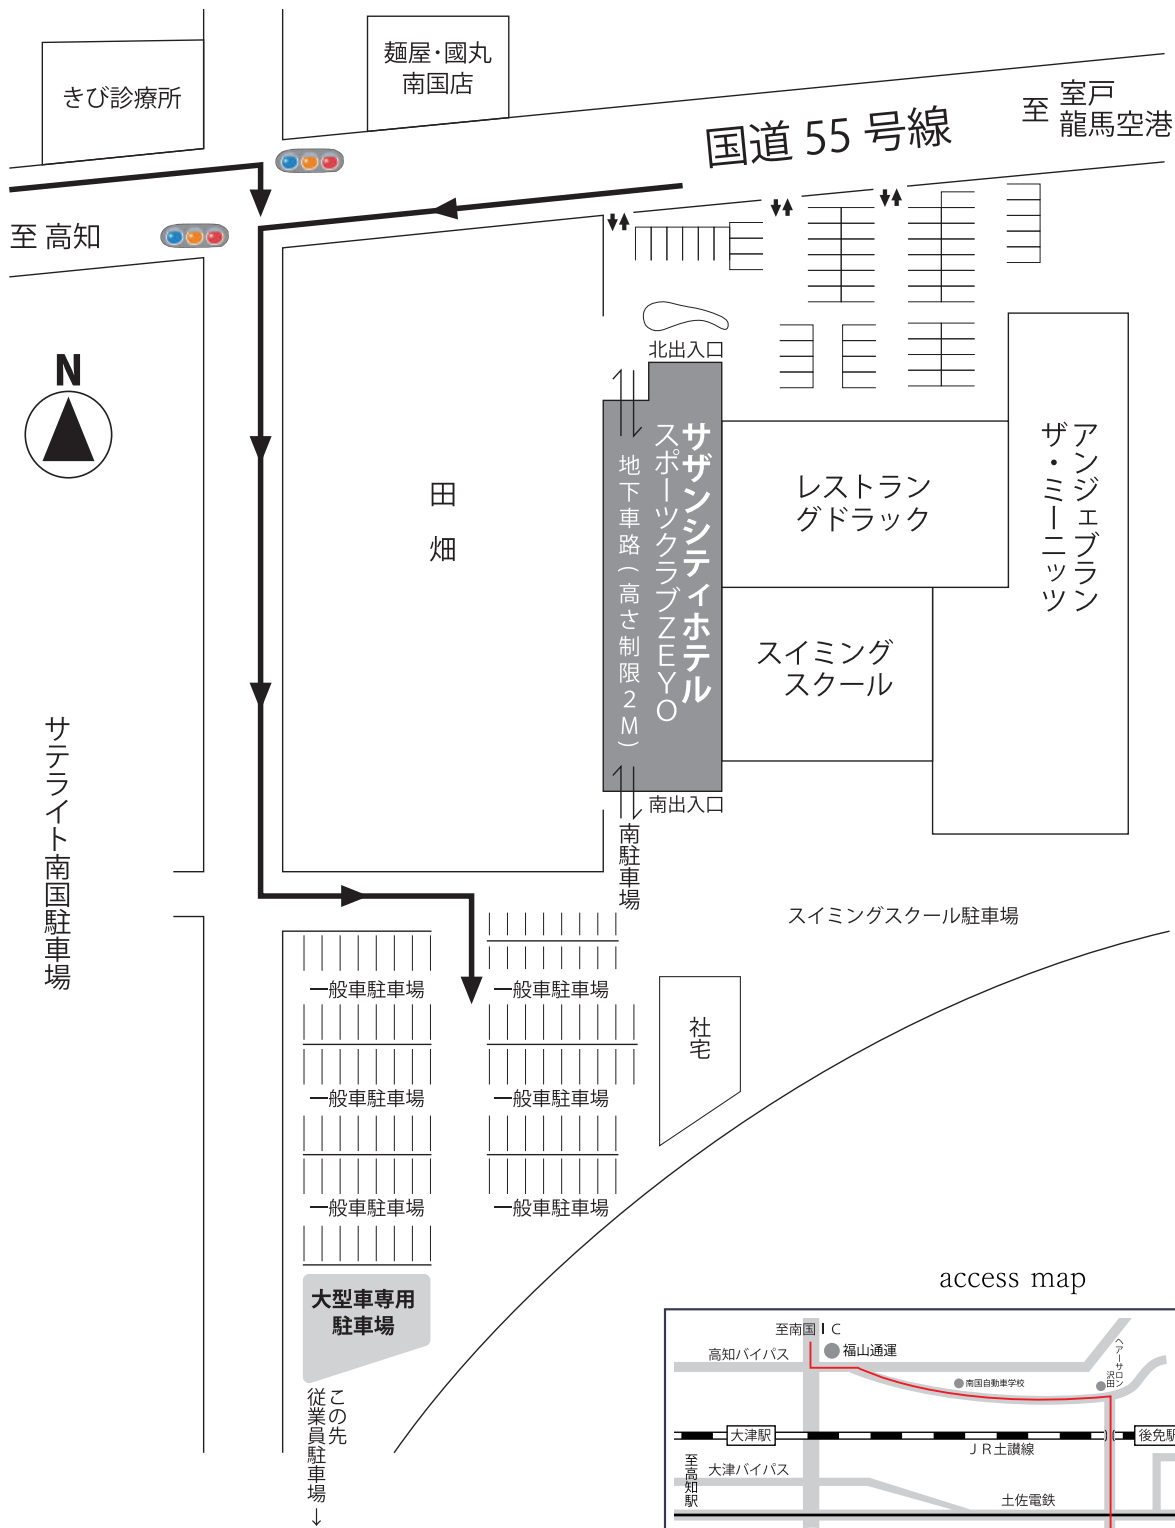 麺屋・國丸
南国店
きび診療所
国道 55 号線
至
室戸
龍馬空港
至 高知
N
北出入口
サザンシティホテル
スポーツクラブZEYO
地下車路(高さ制限2M)
田畑
レストラン
グドラック
アンジェブラン
ザ・ミーニッツ
スイミング
スクール
南出入口
南駐車場
サテライト南国駐車場
スイミングスクール駐車場
一般車駐車場
一般車駐車場
社宅
一般車駐車場
一般車駐車場
一般車駐車場
一般車駐車場
大型車専用
駐車場
この先
従業員駐車場→
access map
至南国IC
福山通運
高知バイパス
ヘアーサロン
沢田
南国自動車学校
大津駅
後免駅
JR土讃線
至高知駅
大津バイパス
土佐電鉄